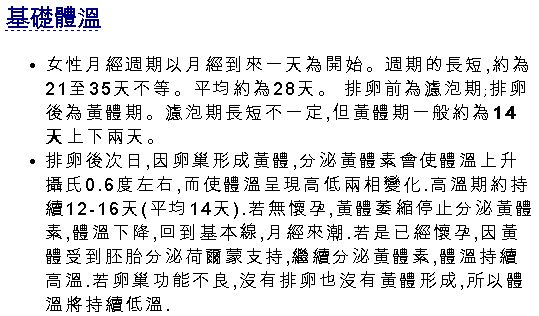 基礎體溫
• 女性月經週期以月經到來一天為開始。週期的長短,約為
21至35天不等。平均約為28天。 排卵前為濾泡期;排卵
後為黃體期。濾泡期長短不一定,但黃體期一般約為14
天上下兩天。
• 排卵後次日,因卵巢形成黃體,分泌黃體素會使體溫上升
攝氏0.6度左右,而使體溫呈現高低兩相變化.高溫期約持
續12-16天(平均14天).若無懷孕,黃體萎縮停止分泌黃體
素,體溫下降,回到基本線,月經來潮.若是已經懷孕,因黃
體受到胚胎分泌荷爾蒙支持,繼續分泌黃體素,體溫持續
高溫.若卵巢功能不良,沒有排卵也沒有黃體形成,所以體
溫將持續低溫.